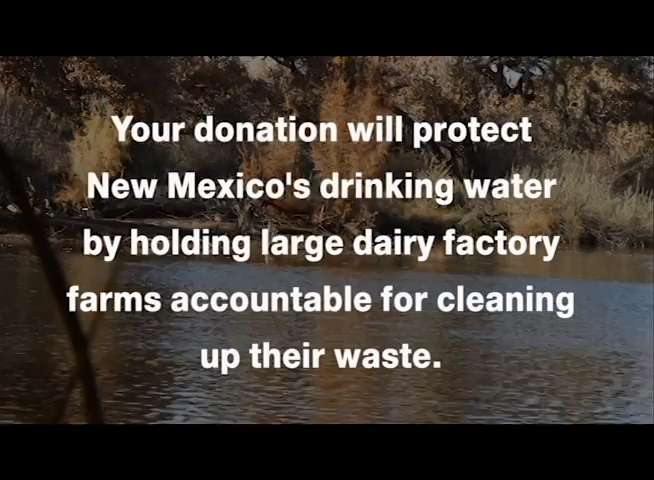 Your donation will protect
New Mexico's drinking water
by holding large dairy factory
farms accountable for cleaning
up their waste.